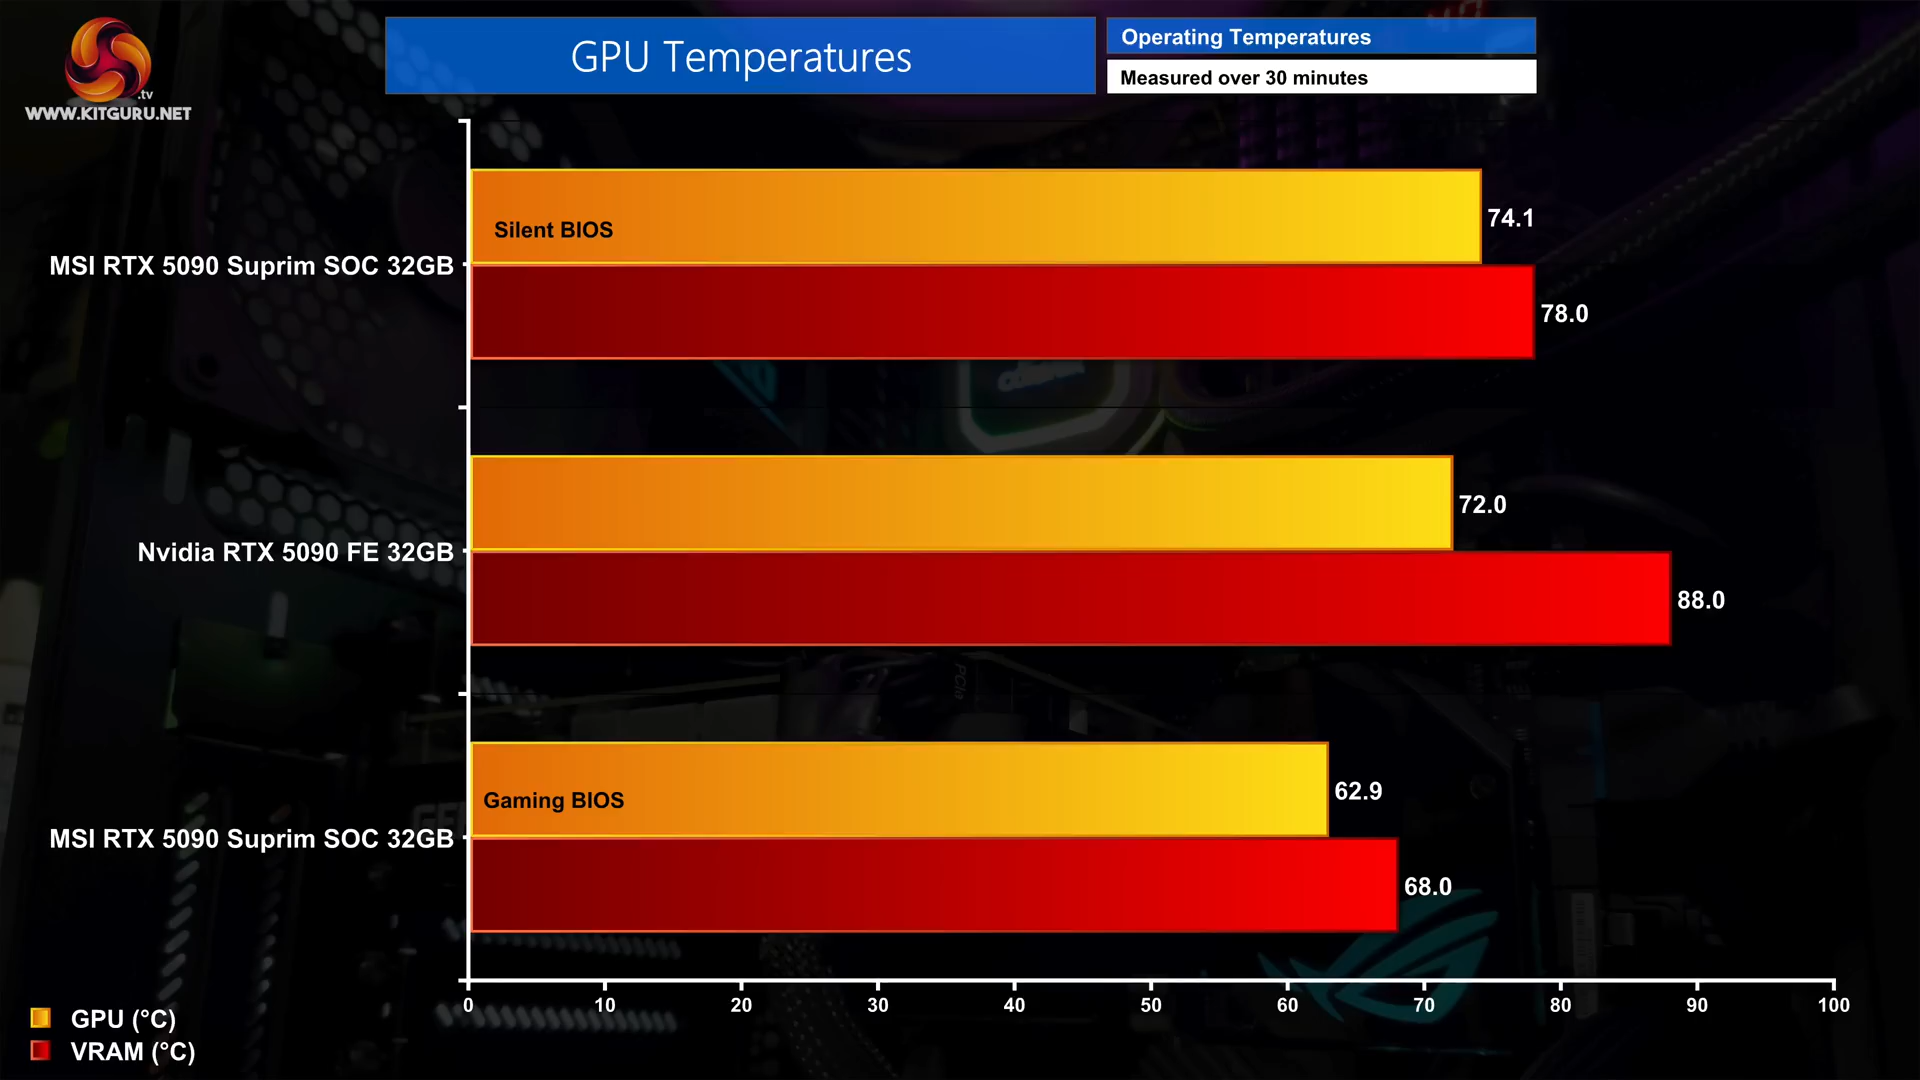 .tv
WWW.KITGURU.NET
GPU Temperatures
Operating Temperatures
Measured over 30 minutes
MSI RTX 5090 Suprim SOC 32GB
Silent BIOS
74.1
78.0
Nvidia RTX 5090 FE 32GB
72.0
88.0
MSI RTX 5090 Suprim SOC 32GB
Gaming BIOS
62.9
68.0
0 10 20 30 40 50 60 70 80 90 100
GPU (°C)
VRAM (°C)